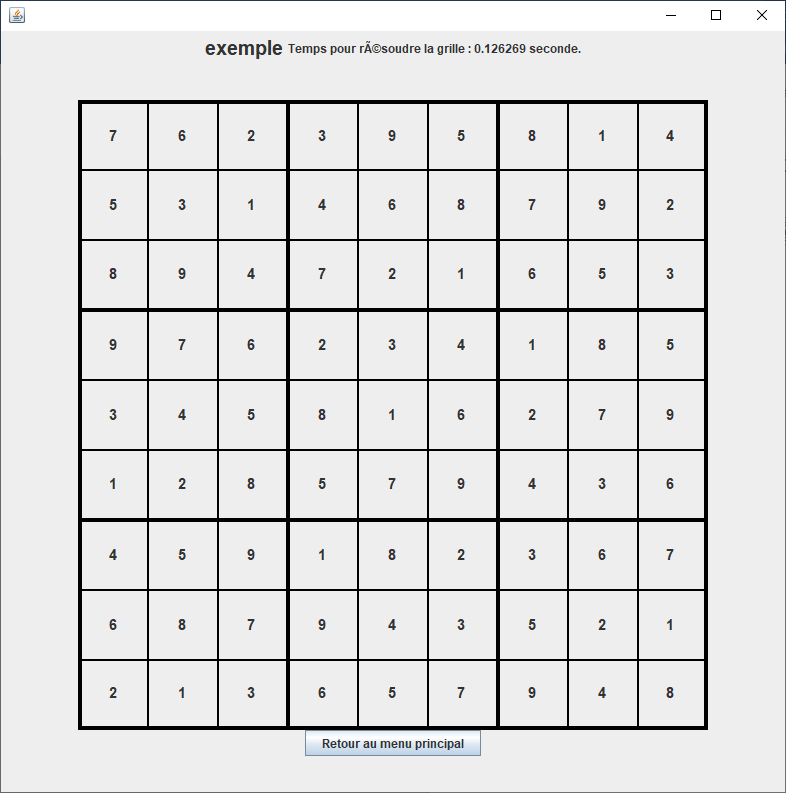 exemple Temps pour rÃ©soudre la grille : 0.126269 seconde.
7 6 2 3 9 5 8 1 4
5 3 1 4 6 8 7 9 2
8 9 4 7 2 1 6 5 3
9 7 6 2 3 4 1 8 5
3 4 5 8 1 6 2 7 9
1 2 8 5 7 9 4 3 6
4 5 9 1 8 2 3 6 7
6 8 7 9 4 3 5 2 1
2 1 3 6 5 7 9 4 8
Retour au menu principal